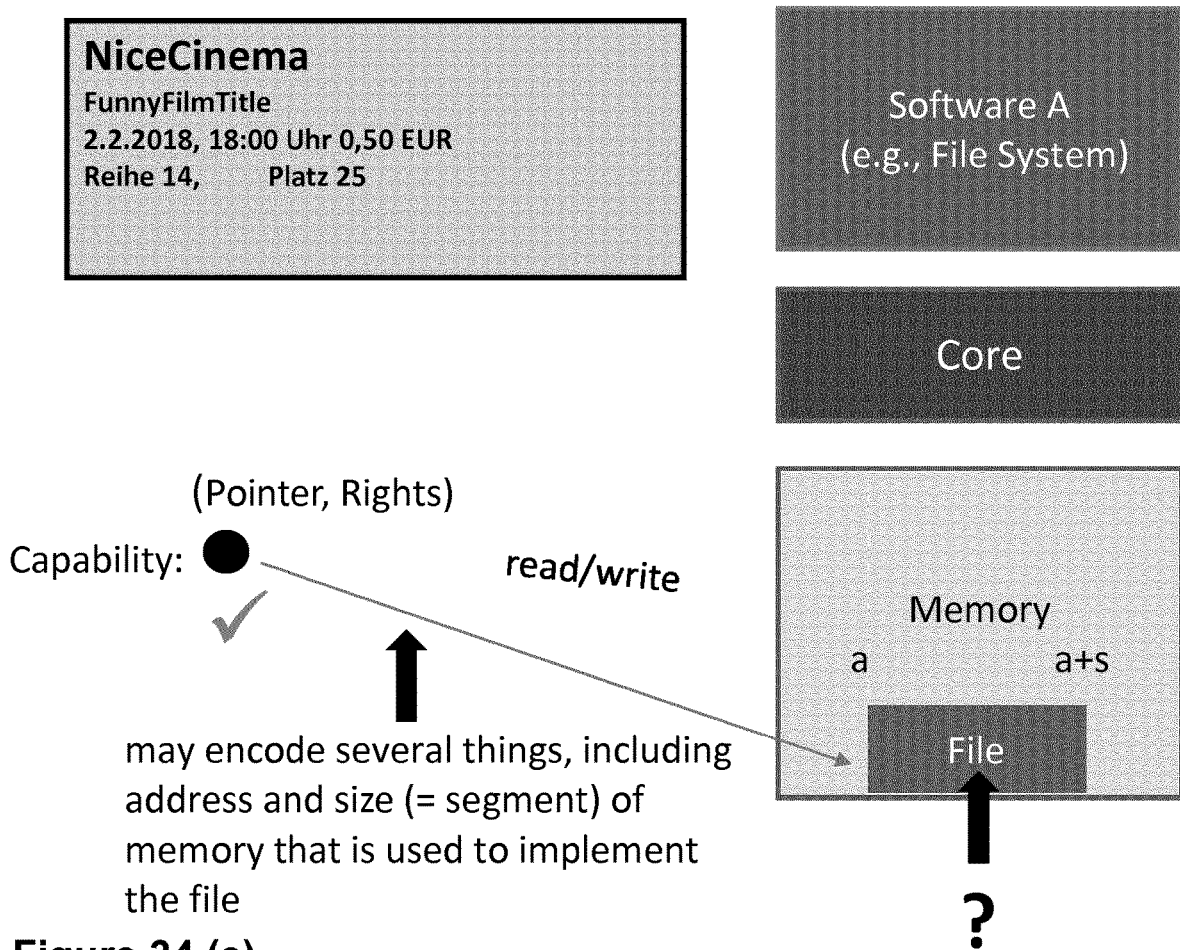 NiceCinema
FunnyFilmTitle
2.2.2018, 18:00 Uhr 0,50 EUR
Reihe 14, Platz 25
Software A
(e.g., File System)
Core
(Pointer, Rights)
Capability:
read/write
Memory
a a+s
File
may encode several things, including
address and size (= segment) of
memory that is used to implement
the file
?